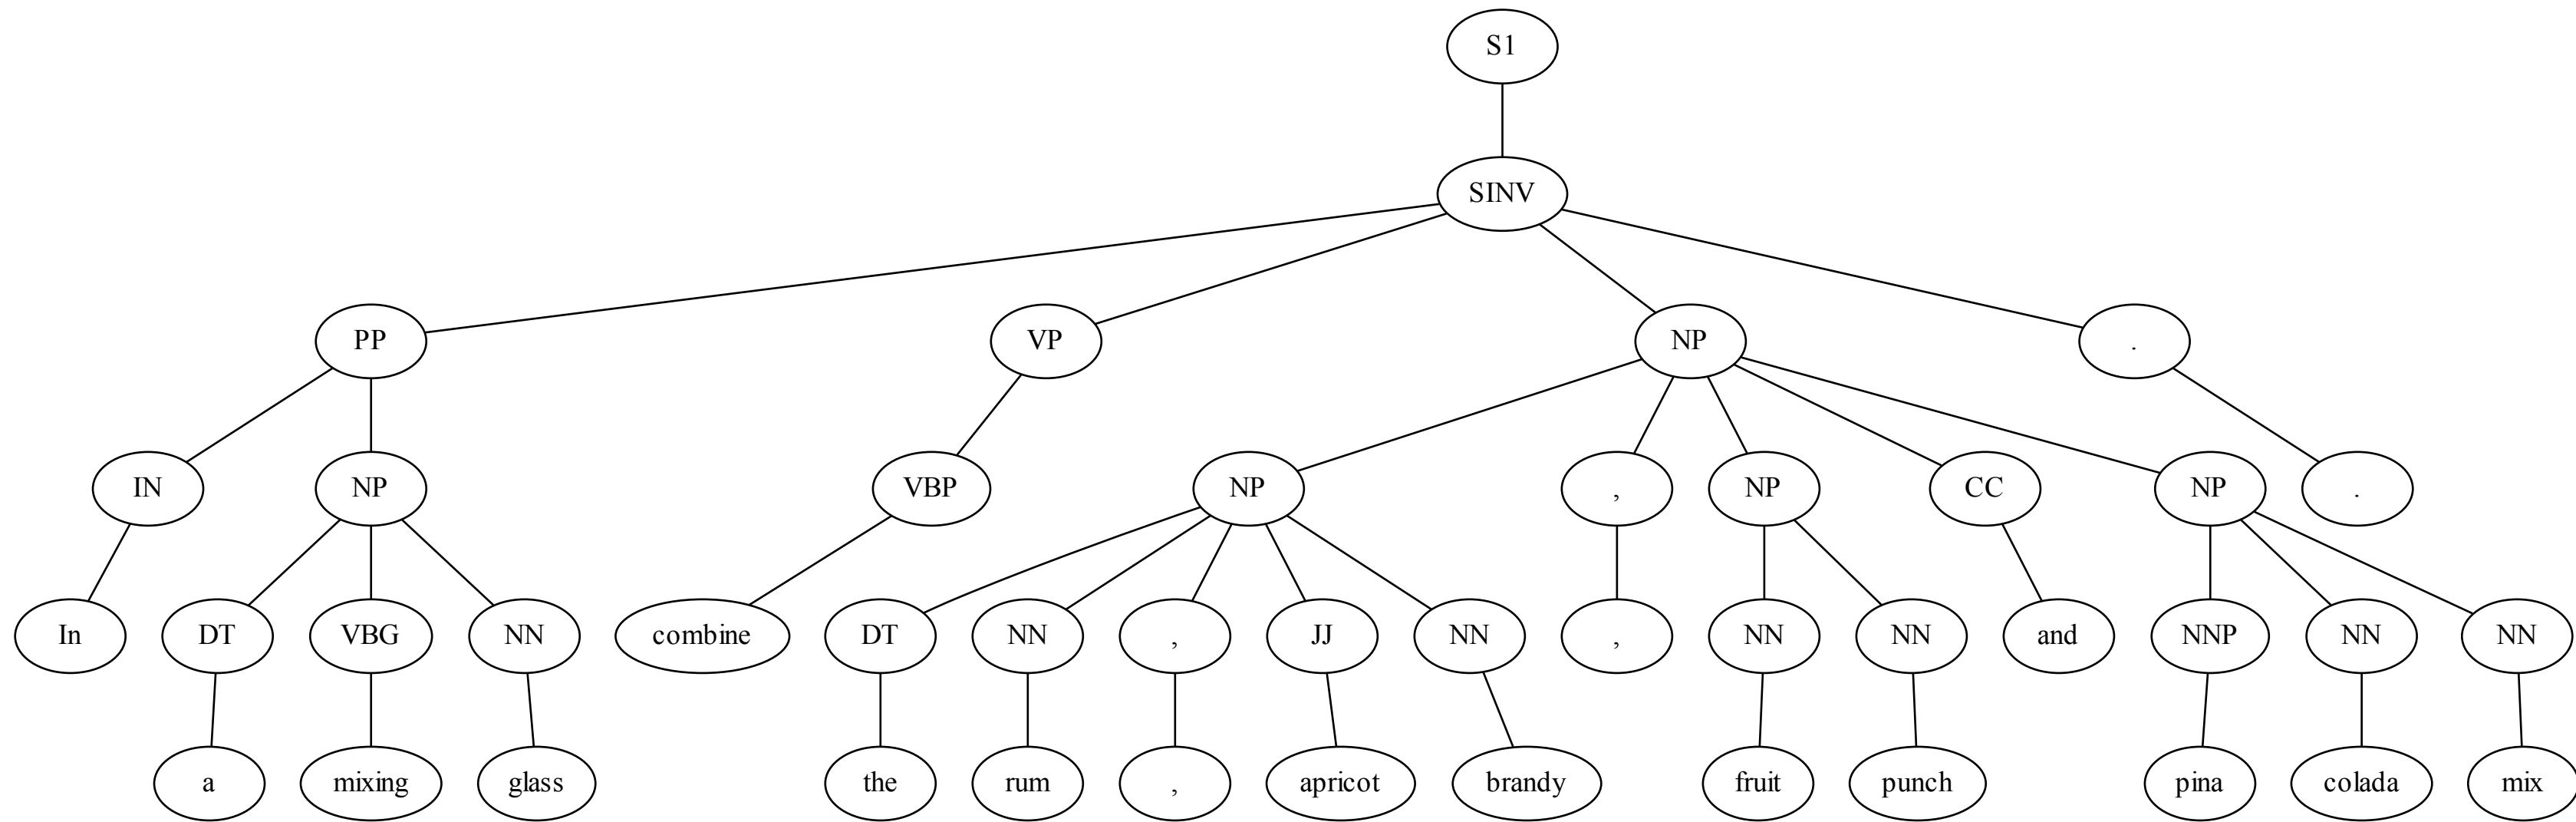 S1
SINV
PP VP NP .
IN NP VBP NP , NP CC NP .
In DT VBG NN combine DT NN , JJ NN , NN NN and NNP NN NN
a mixing glass the rum , apricot brandy fruit punch pina colada mix